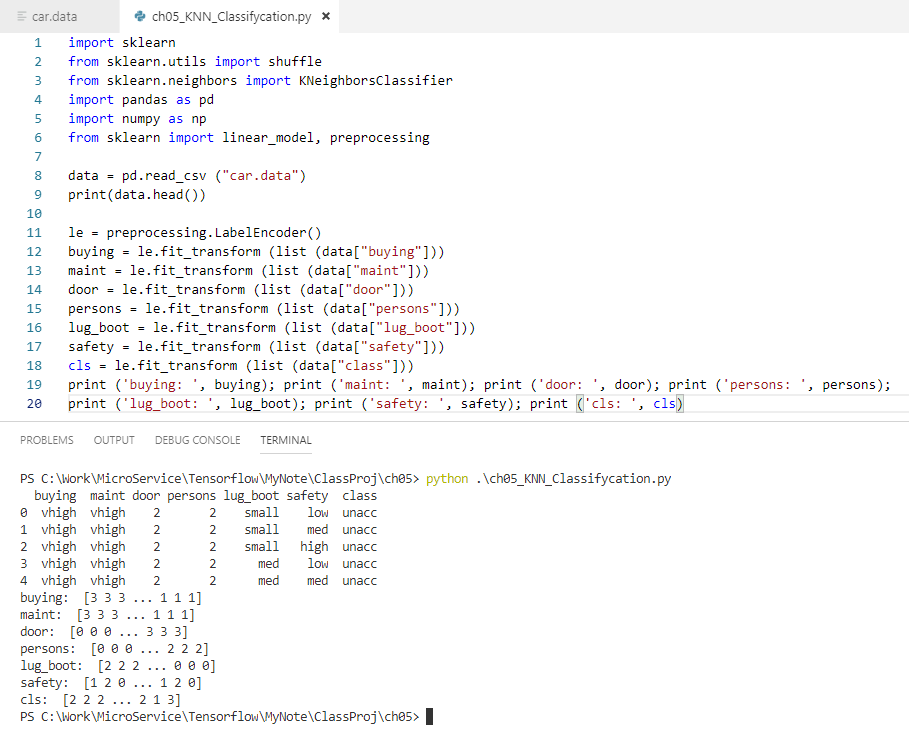 car.data ch05_KNN_Classifycation.py ×
1 import sklearn
2 from sklearn.utils import shuffle
3 from sklearn.neighbors import KNeighborsClassifier
4 import pandas as pd
5 import numpy as np
6 from sklearn import linear_model, preprocessing
7
8 data = pd.read_csv ("car.data")
9 print(data.head())
10
11 le = preprocessing.LabelEncoder()
12 buying = le.fit_transform (list (data["buying"]))
13 maint = le.fit_transform (list (data["maint"]))
14 door = le.fit_transform (list (data["door"]))
15 persons = le.fit_transform (list (data["persons"]))
16 lug_boot = le.fit_transform (list (data["lug_boot"]))
17 safety = le.fit_transform (list (data["safety"]))
18 cls = le.fit_transform (list (data["class"]))
19 print ('buying: ', buying); print ('maint: ', maint); print ('door: ', door); print ('persons: ', persons);
20 print ('lug_boot: ', lug_boot); print ('safety: ', safety); print ('cls: ', cls)
PROBLEMS OUTPUT DEBUG CONSOLE TERMINAL
PS C:\Work\MicroService\Tensorflow\MyNote\ClassProj\ch05> python .\ch05_KNN_Classifycation.py
buying maint door persons lug_boot safety class
0 vhigh vhigh 2 2 small low unacc
1 vhigh vhigh 2 2 small med unacc
2 vhigh vhigh 2 2 small high unacc
3 vhigh vhigh 2 2 med low unacc
4 vhigh vhigh 2 2 med med unacc
buying: [3 3 3 ... 1 1 1]
maint: [3 3 3 ... 1 1 1]
door: [0 0 0 ... 3 3 3]
persons: [0 0 0 ... 2 2 2]
lug_boot: [2 2 2 ... 0 0 0]
safety: [1 2 0 ... 1 2 0]
cls: [2 2 2 ... 2 1 3]
PS C:\Work\MicroService\Tensorflow\MyNote\ClassProj\ch05>